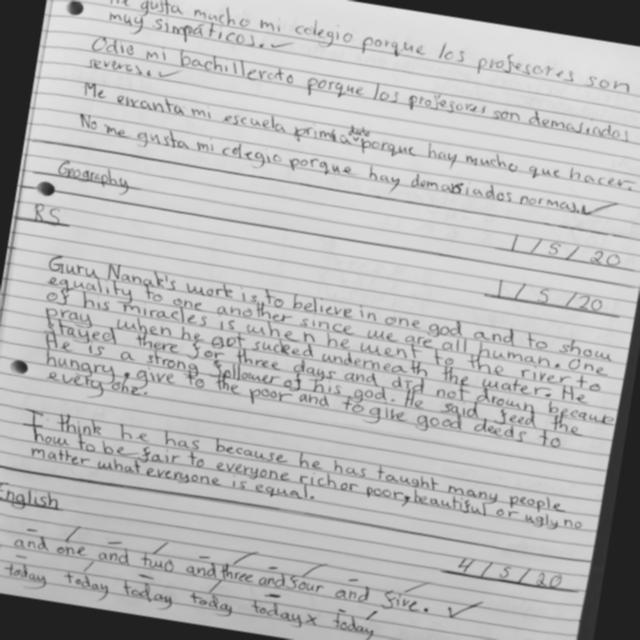 me gusta mucho mi colegio porque los profesores son
muy simpáticos. ✓
Odio mi bachillerato porque los profesores son demasiados
severos. ✓
Me encanta mi escuela porque hay mucho que hacer.
No me gusta mi colegio porque hay demasiados normas. ✓
Geography
1/5/20
RS
1/5/20
Guru Nanak's work is to believe in one god and to show
equality to one another since we are all human. One
of his miracles is when he went to the river to
pray when he got sucked underneath the water. He
stayed there for three days and did not drown because
He is a strong follower of his god. He said feed the
hungry, give to the poor and to give good deeds to
everyone.
I think he has because he has taught many people
how to be fair to everyone rich or poor, beautiful or ugly no
matter what everyone is equal.
English
4/5/20
and one and two and three and four and five. ✓
today today today today today x today